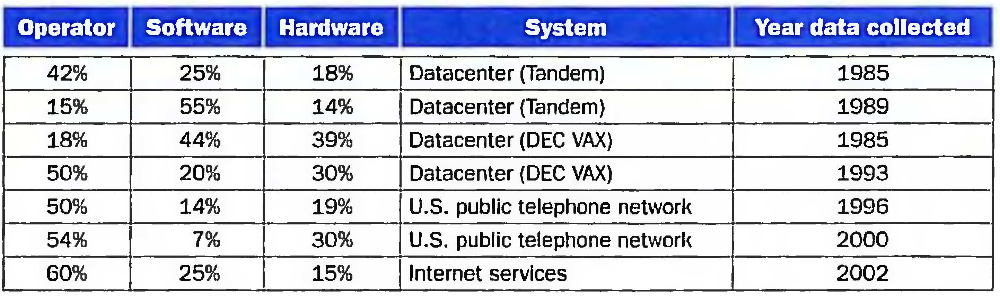 Operator Software Hardware System Year data collected
42% 25% 18% Datacenter (Tandem) 1985
15% 55% 14% Datacenter (Tandem) 1989
18% 44% 39% Datacenter (DEC VAX) 1985
50% 20% 30% Datacenter (DEC VAX) 1993
50% 14% 19% U.S. public telephone network 1996
54% 7% 30% U.S. public telephone network 2000
60% 25% 15% Internet services 2002